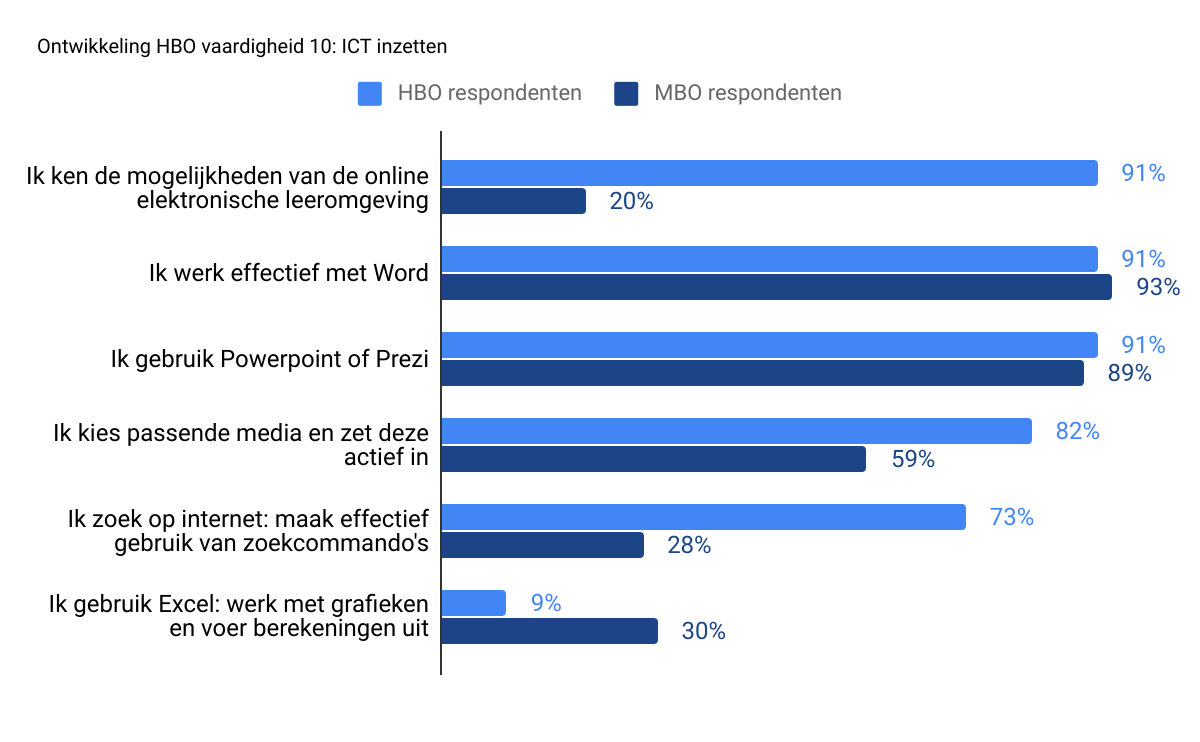 Ontwikkeling HBO vaardigheid 10: ICT inzetten
HBO respondenten
MBO respondenten
Ik ken de mogelijkheden van de online
elektronische leeromgeving
91%
20%
Ik werk effectief met Word
91%
93%
Ik gebruik Powerpoint of Prezi
91%
89%
Ik kies passende media en zet deze
actief in
82%
59%
Ik zoek op internet: maak effectief
gebruik van zoekcommando's
73%
28%
Ik gebruik Excel: werk met grafieken
en voer berekeningen uit
9%
30%